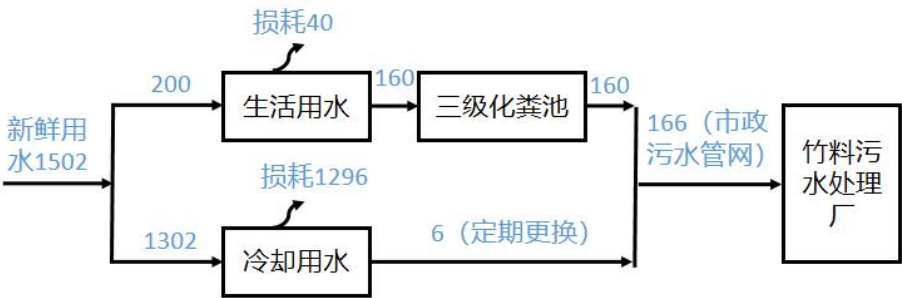 损耗40
200
生活用水
160
三级化粪池
160
新鲜用
水1502
166（市政
污水管网）
竹料污
水处理
厂
损耗1296
1302
冷却用水
6（定期更换）